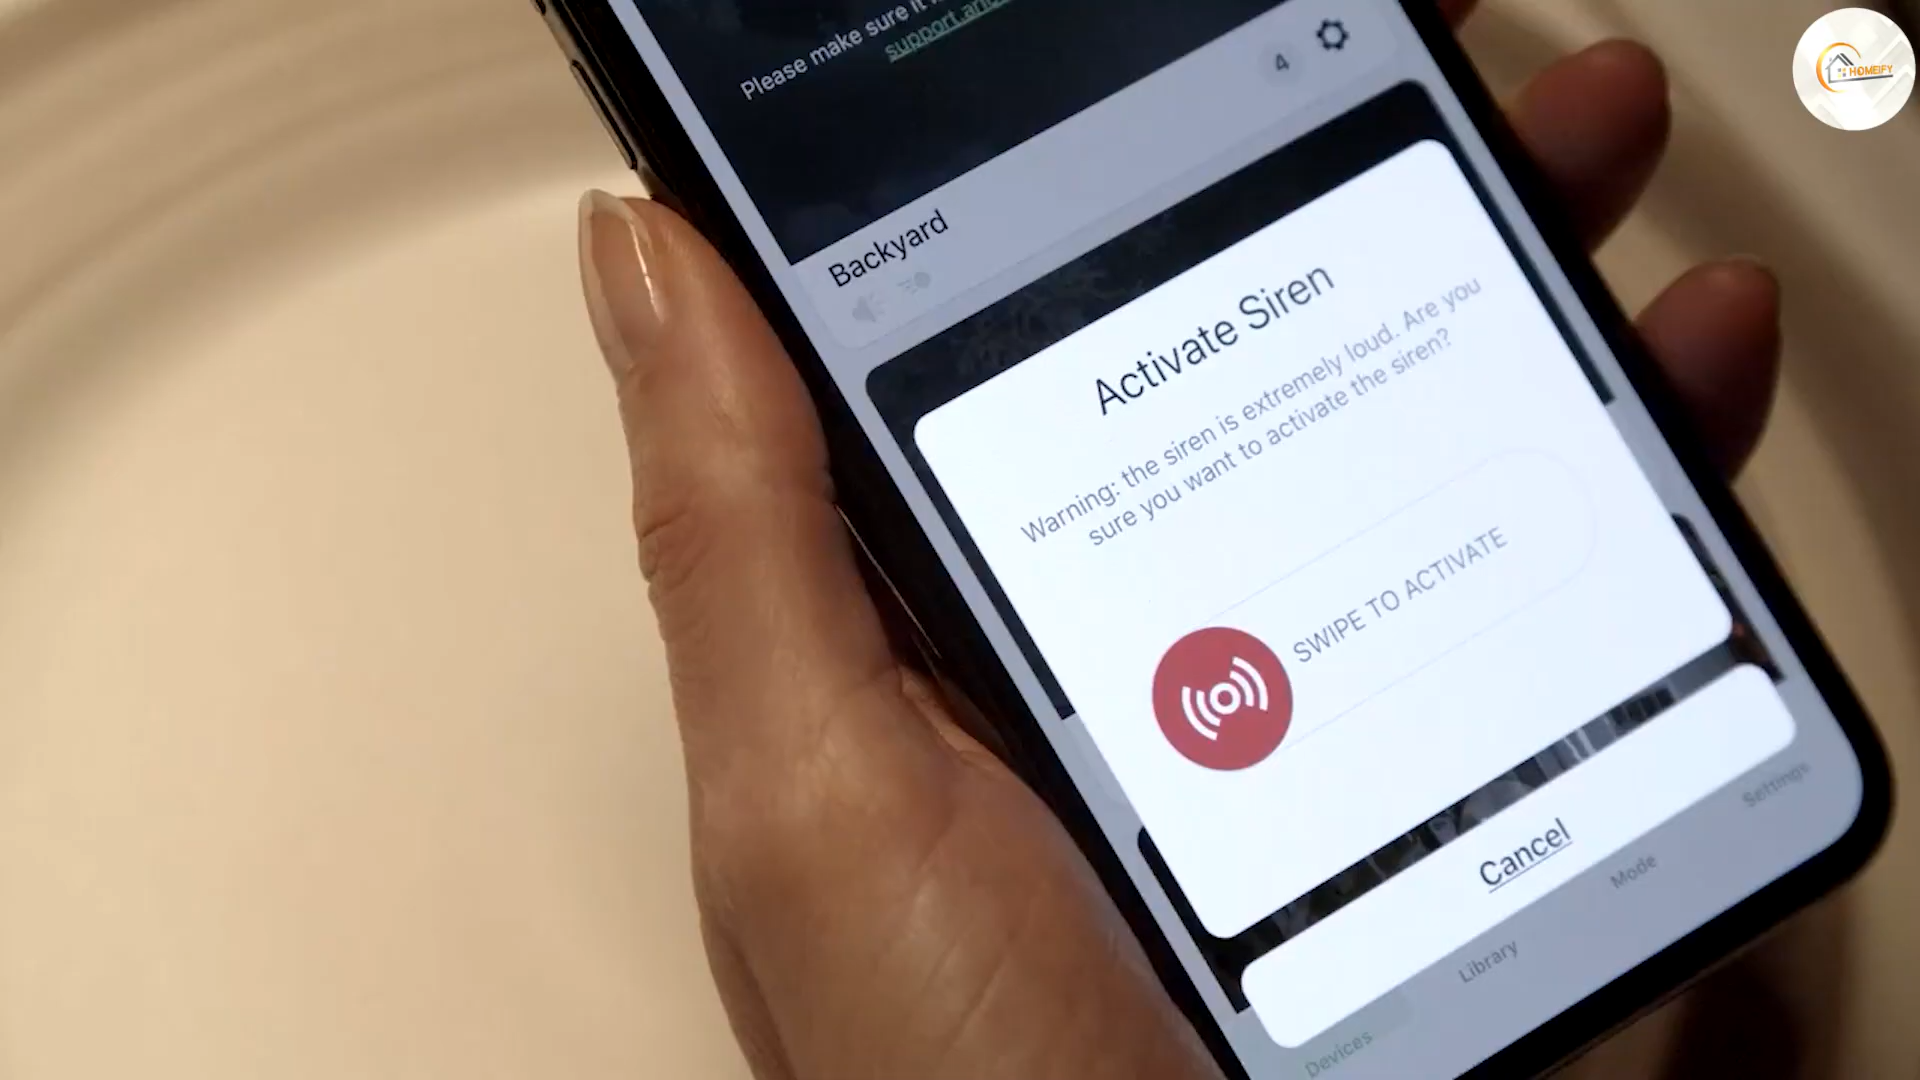 Please make sure it
support and
4
HOMEIFY
Backyard
Activate Siren
Warning: the siren is extremely loud. Are you
sure you want to activate the siren?
SWIPE TO ACTIVATE
Cancel
Devices
Library
Mode
Settings